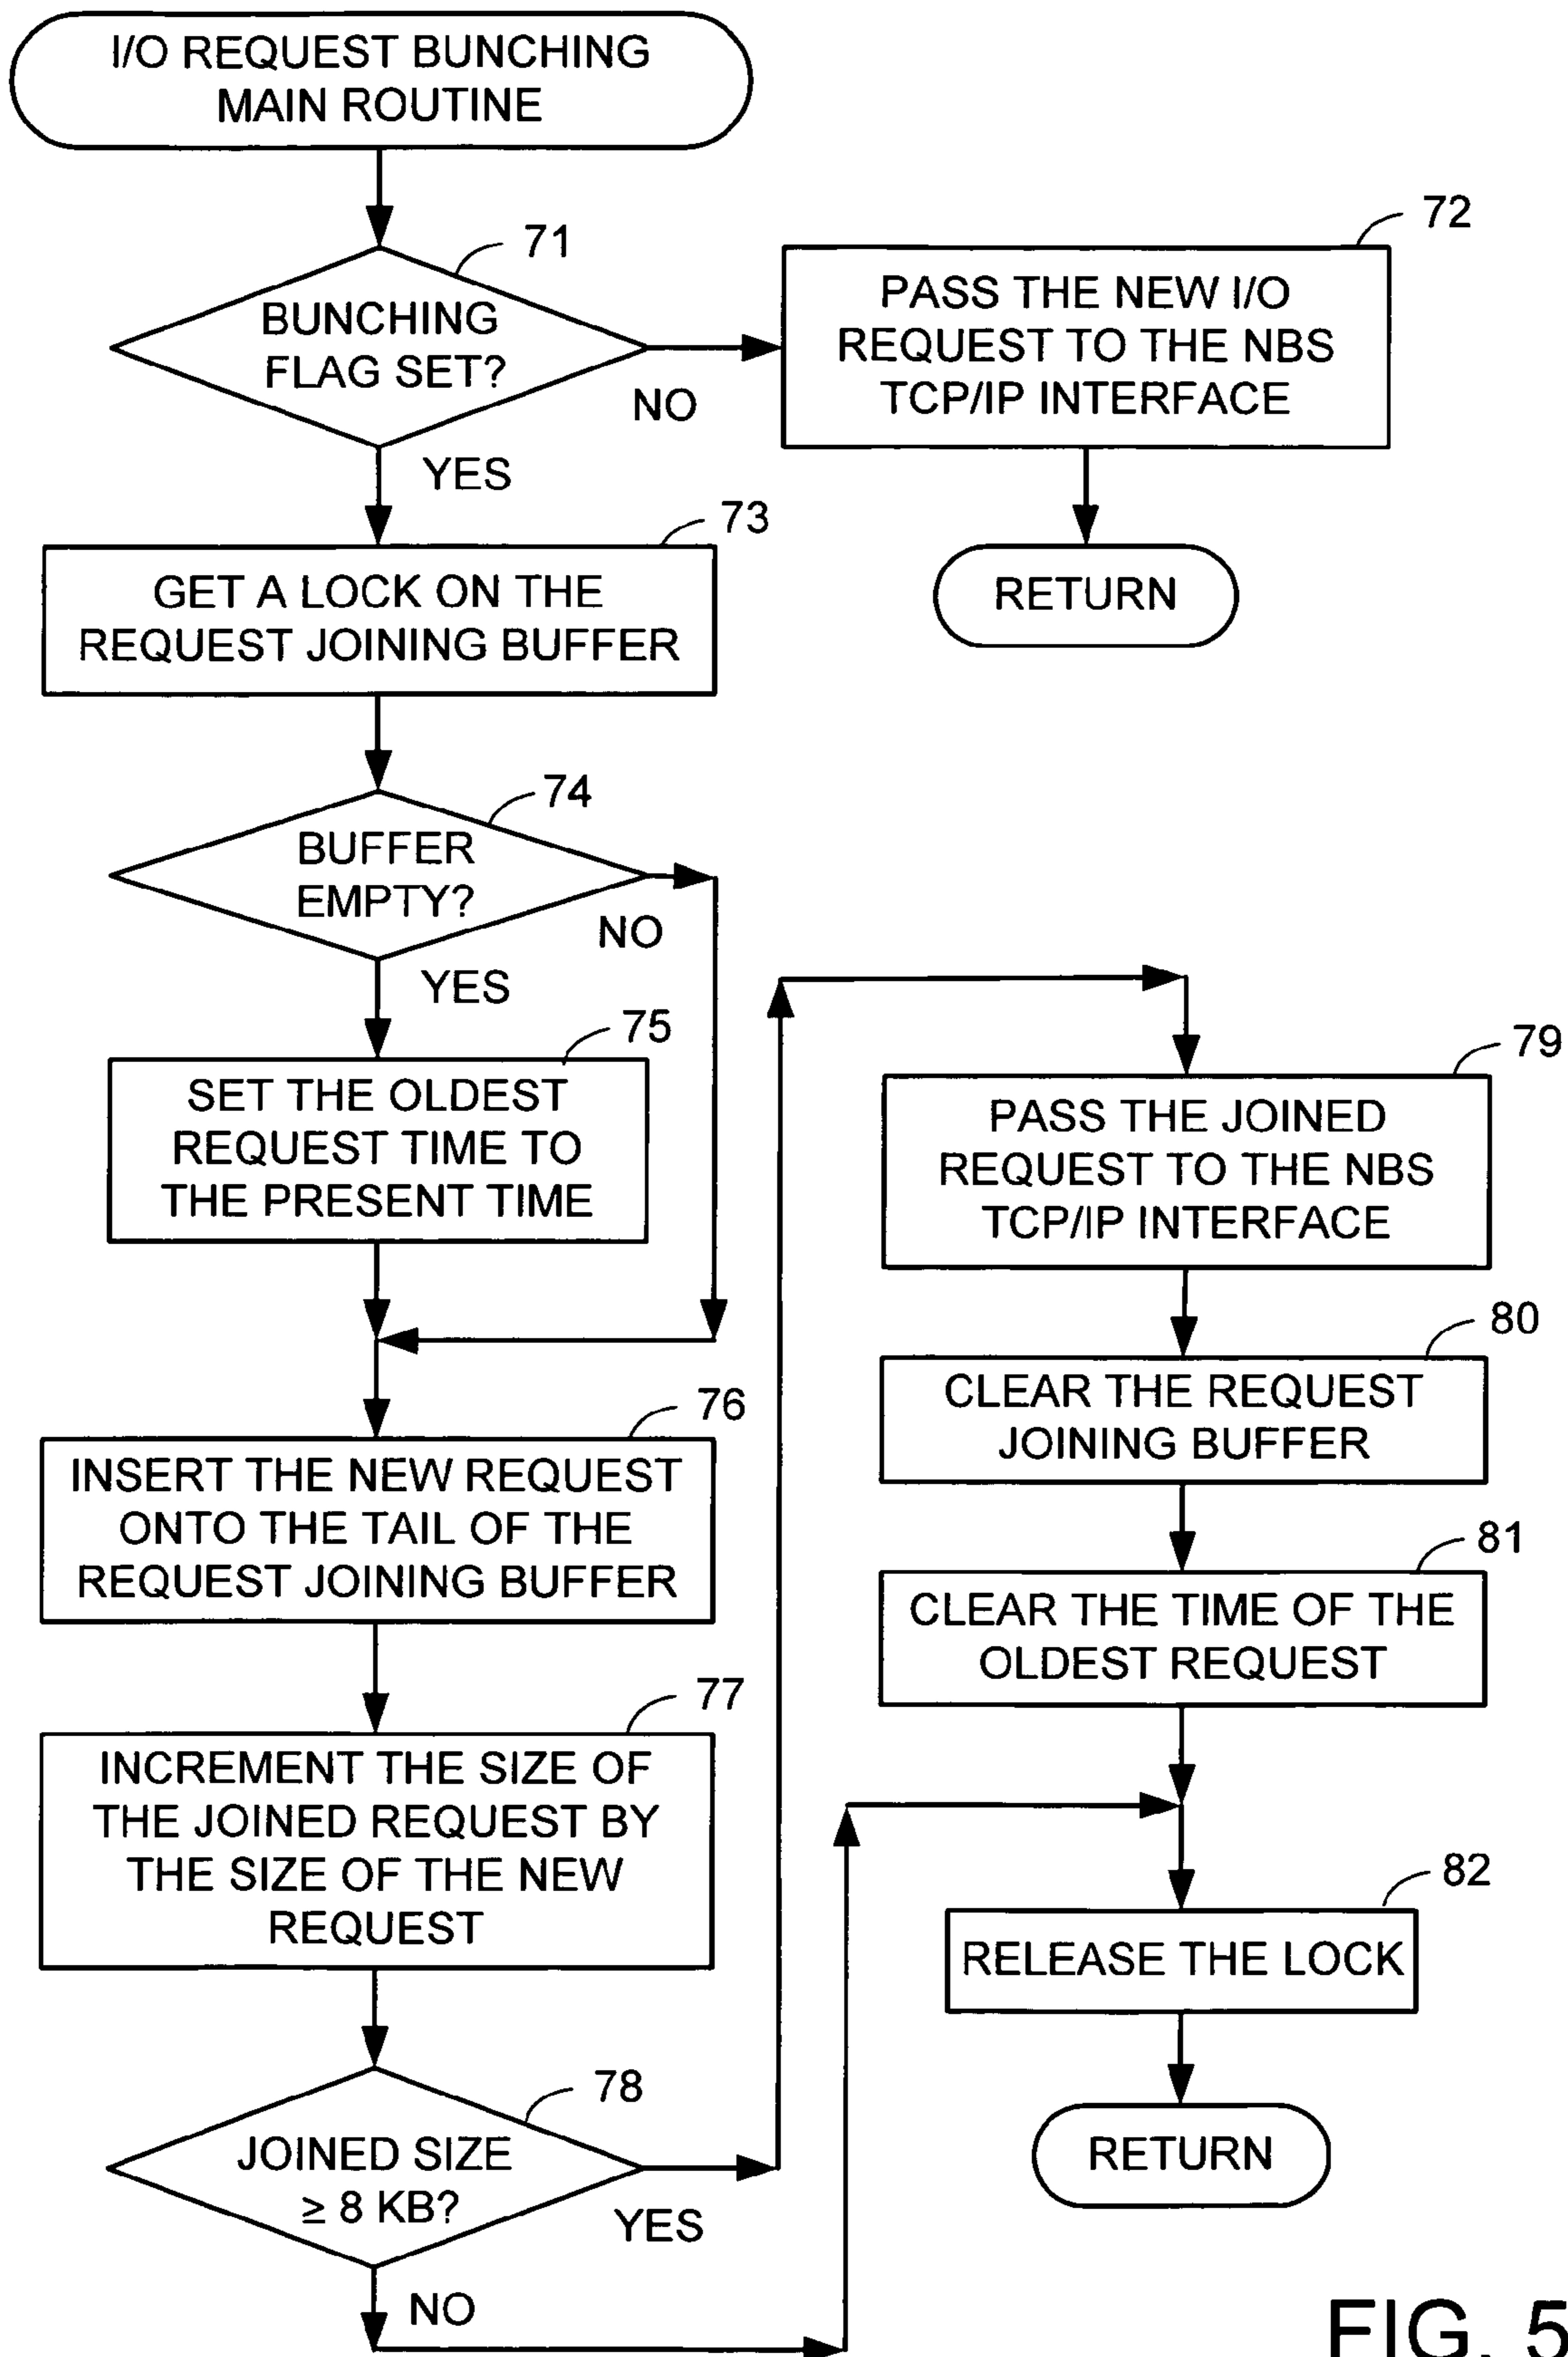 I/O REQUEST BUNCHING
MAIN ROUTINE
71
BUNCHING
FLAG SET?
NO
YES
72
PASS THE NEW I/O
REQUEST TO THE NBS
TCP/IP INTERFACE
RETURN
73
GET A LOCK ON THE
REQUEST JOINING BUFFER
74
BUFFER
EMPTY?
NO
YES
75
SET THE OLDEST
REQUEST TIME TO
THE PRESENT TIME
76
INSERT THE NEW REQUEST
ONTO THE TAIL OF THE
REQUEST JOINING BUFFER
77
INCREMENT THE SIZE OF
THE JOINED REQUEST BY
THE SIZE OF THE NEW
REQUEST
78
JOINED SIZE
≥ 8 KB?
YES
NO
79
PASS THE JOINED
REQUEST TO THE NBS
TCP/IP INTERFACE
80
CLEAR THE REQUEST
JOINING BUFFER
81
CLEAR THE TIME OF THE
OLDEST REQUEST
82
RELEASE THE LOCK
RETURN
FIG. 5